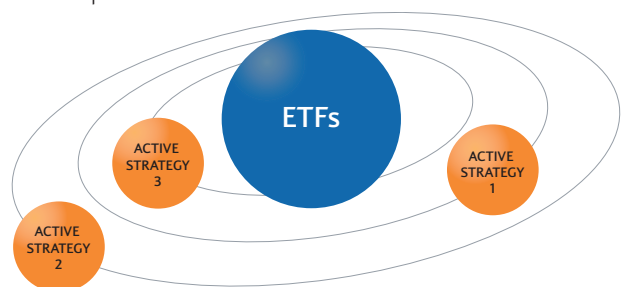 ETFs
ACTIVE
STRATEGY
3
ACTIVE
STRATEGY
1
ACTIVE
STRATEGY
2